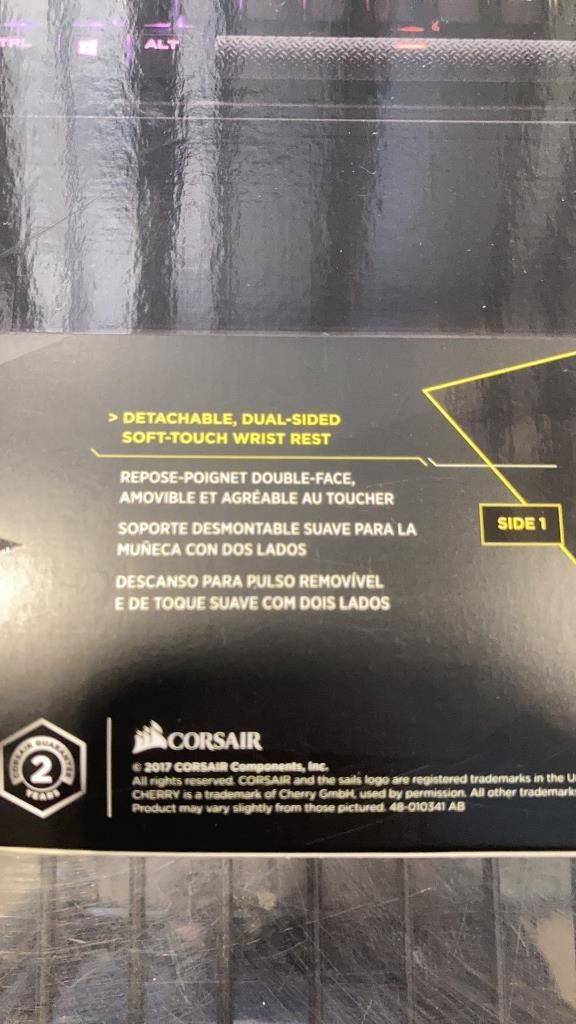 ALT
> DETACHABLE, DUAL-SIDED
SOFT-TOUCH WRIST REST
REPOSE-POIGNET DOUBLE-FACE,
AMOVIBLE ET AGRÉABLE AU TOUCHER
SOPORTE DESMONTABLE SUAVE PARA LA
MUÑECA CON DOS LADOS
DESCANSO PARA PULSO REMOVÍVEL
E DE TOQUE SUAVE COM DOIS LADOS
SIDE 1
CORSAIR GUARANTEE
2
YEARS
CORSAIR
© 2017 CORSAIR Components, Inc.
All rights reserved. CORSAIR and the sails logo are registered trademarks in the
CHERRY is a trademark of Cherry GmbH, used by permission. All other trademarks
Product may vary slightly from those pictured. 48-010341 AB